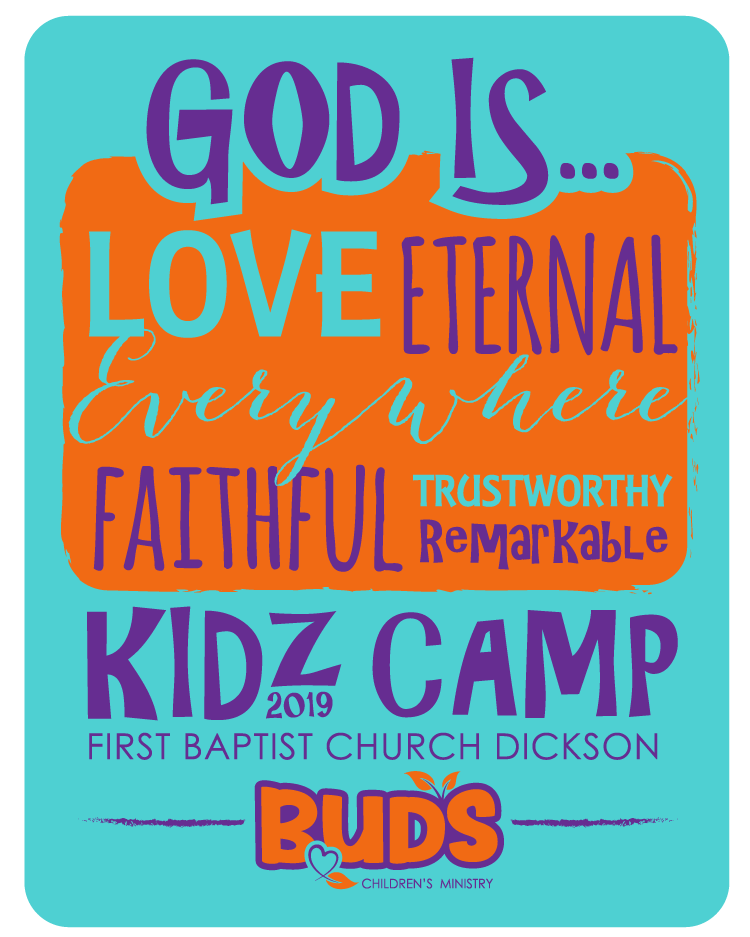 GOD IS...
LOVE ETERNAL
Everywhere
FAITHFUL TRUSTWORTHY
ReMarKabLe
KIDZ CAMP
2019
FIRST BAPTIST CHURCH DICKSON
BUDS
CHILDREN'S MINISTRY